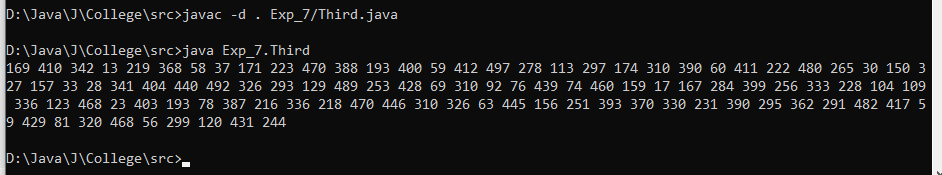 D:\Java\J\College\src>javac -d . Exp_7/Third.java
D:\Java\J\College\src>java Exp_7.Third
169 410 342 13 219 368 58 37 171 223 470 388 193 400 59 412 497 278 113 297 174 310 390 60 411 222 480 265 30 150 3
27 157 33 28 341 404 440 492 326 293 129 489 253 428 69 310 92 76 439 74 460 159 17 167 284 399 256 333 228 104 109
 336 123 468 23 403 193 78 387 216 336 218 470 446 310 326 63 445 156 251 393 370 330 231 390 295 362 291 482 417 5
9 429 81 320 468 56 299 120 431 244
D:\Java\J\College\src>